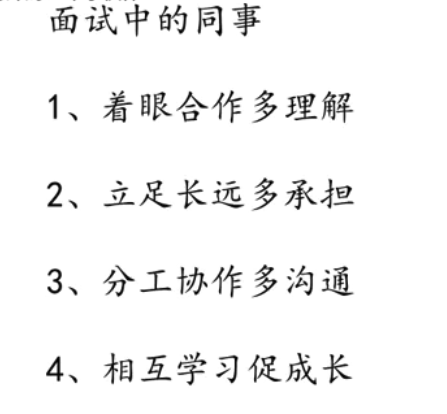 面试中的同事
1、着眼合作多理解
2、立足长远多承担
3、分工协作多沟通
4、相互学习促成长